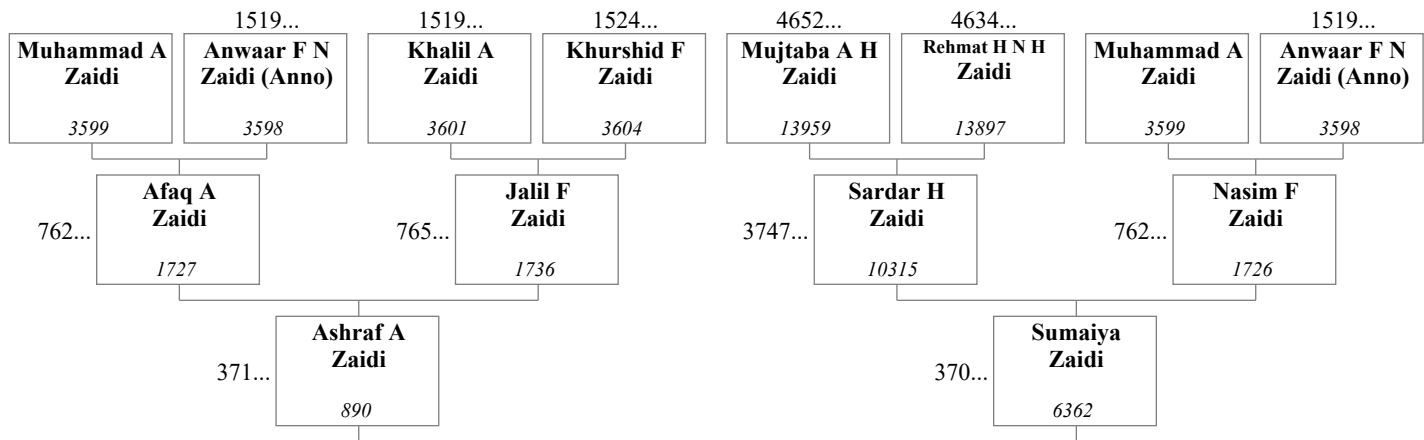 1519...
1519...
1524...
4652...
4634...
1519...
Muhammad A
Zaidi
3599
Anwaar F N
Zaidi (Anno)
3598
Khalil A
Zaidi
3601
Khurshid F
Zaidi
3604
Mujtaba A H
Zaidi
13959
Rehmat H N H
Zaidi
13897
Muhammad A
Zaidi
3599
Anwaar F N
Zaidi (Anno)
3598
762...
Afaq A
Zaidi
1727
765...
Jalil F
Zaidi
1736
3747...
Sardar H
Zaidi
10315
762...
Nasim F
Zaidi
1726
371...
Ashraf A
Zaidi
890
370...
Sumaiya
Zaidi
6362